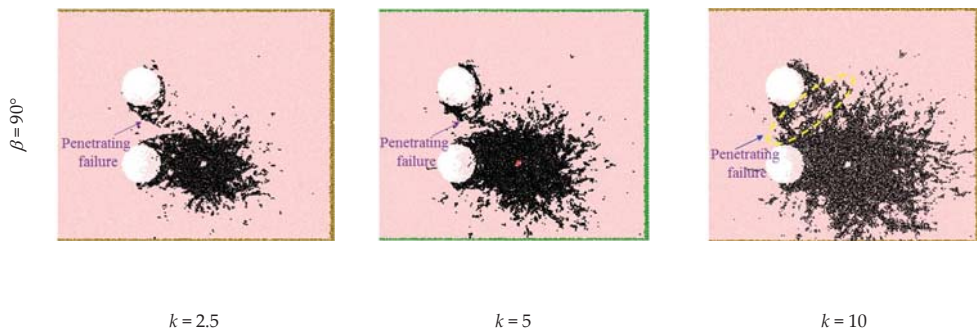 β = 90°
Penetrating
failure
Penetrating
failure
Penetrating
failure
k = 2.5
k = 5
k = 10